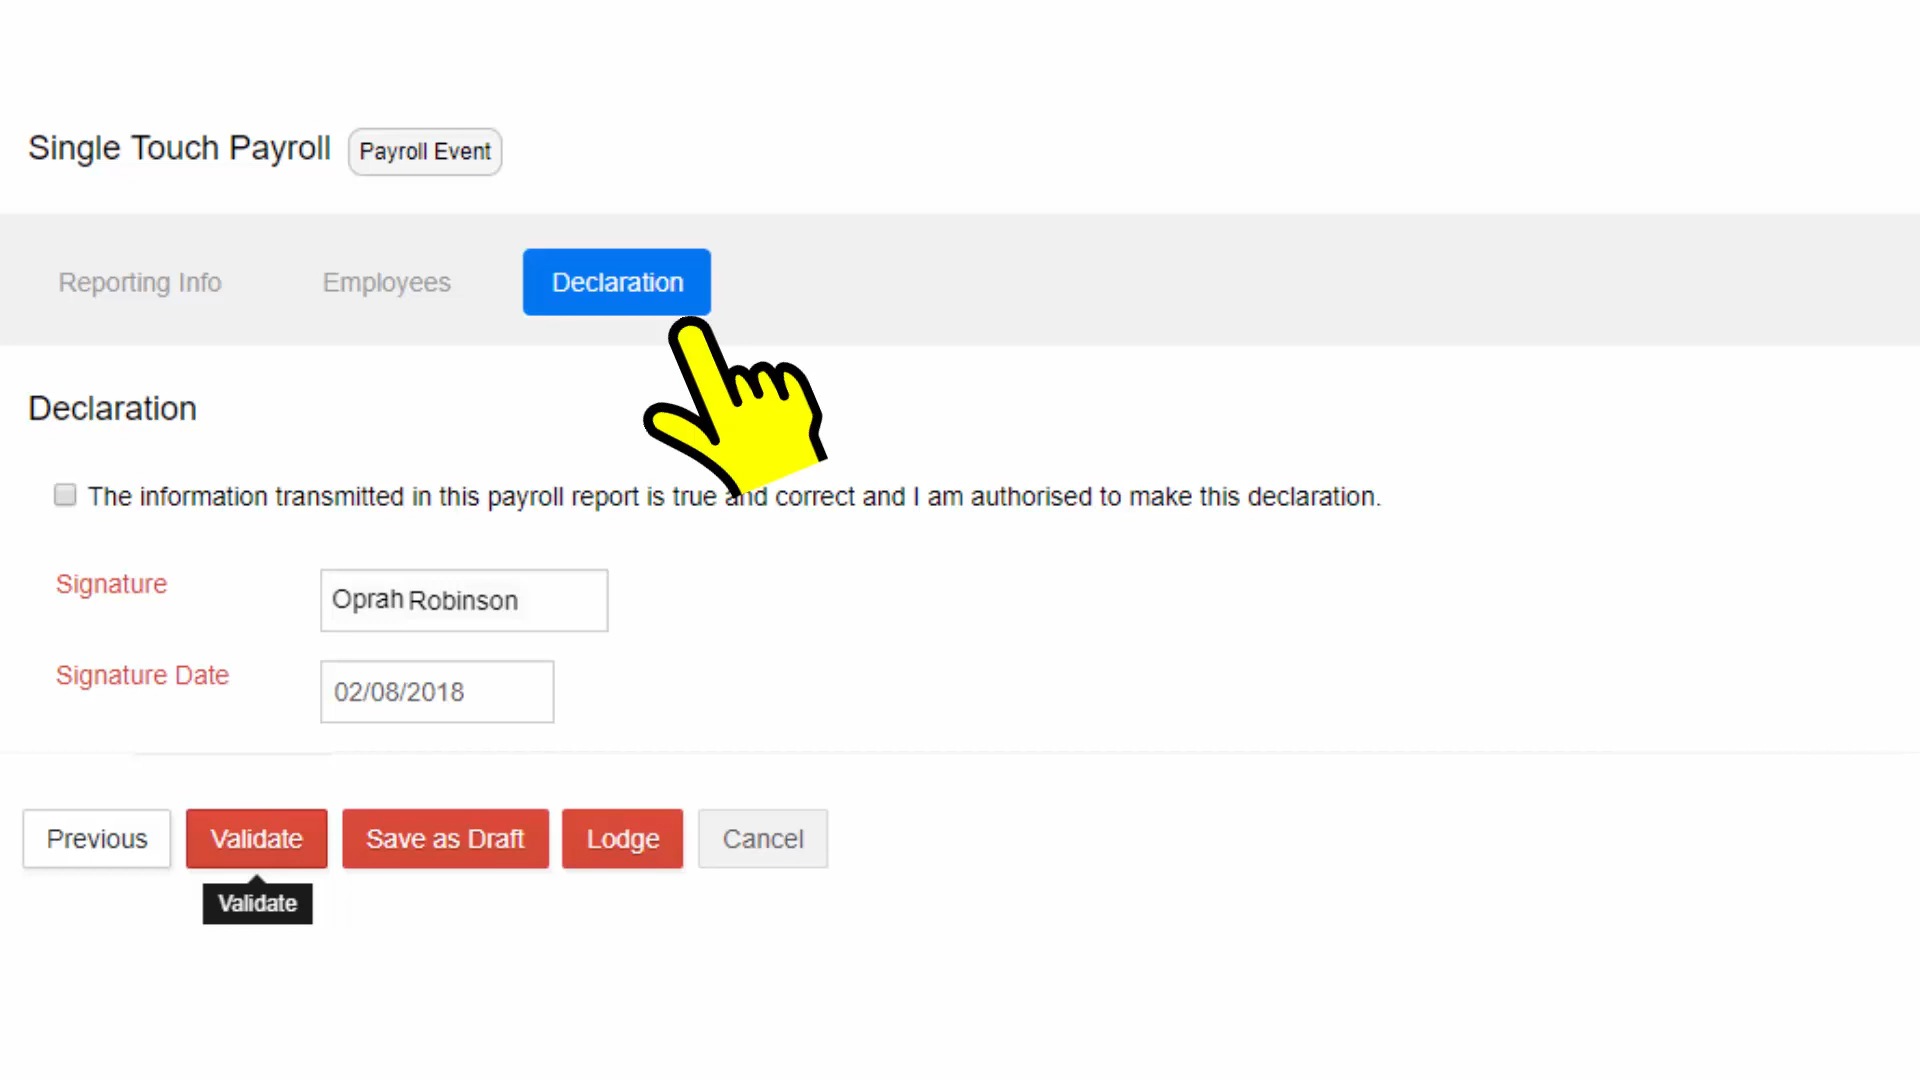 Single Touch Payroll Payroll Event
Reporting Info Employees Declaration
Declaration
The information transmitted in this payroll report is true and correct and I am authorised to make this declaration.
Signature Oprah Robinson
Signature Date 02/08/2018
Previous Validate Save as Draft Lodge Cancel
Validate